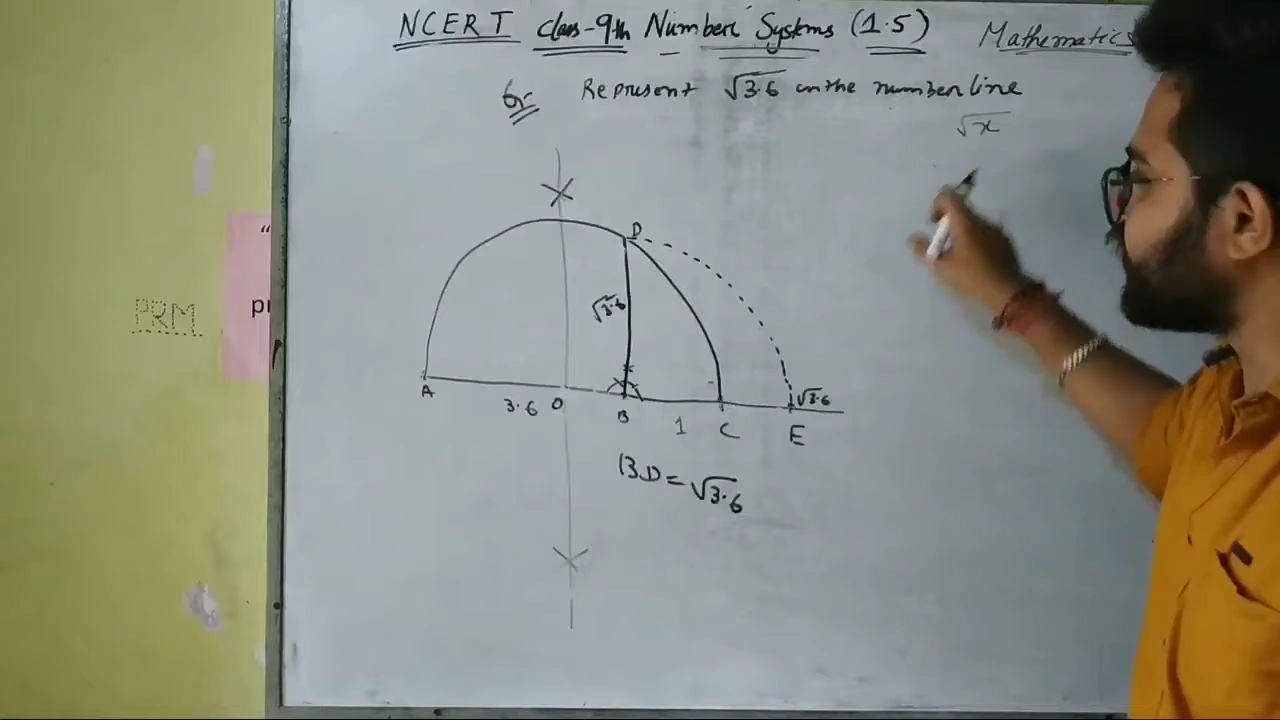 NCERT Class-9th Number Systems (1.5) Mathematics
Represent √3.6 on the number line
√x
D
√3.6
PRM
√3.6
A 3.6 O B 1 C E
BD = √3.6